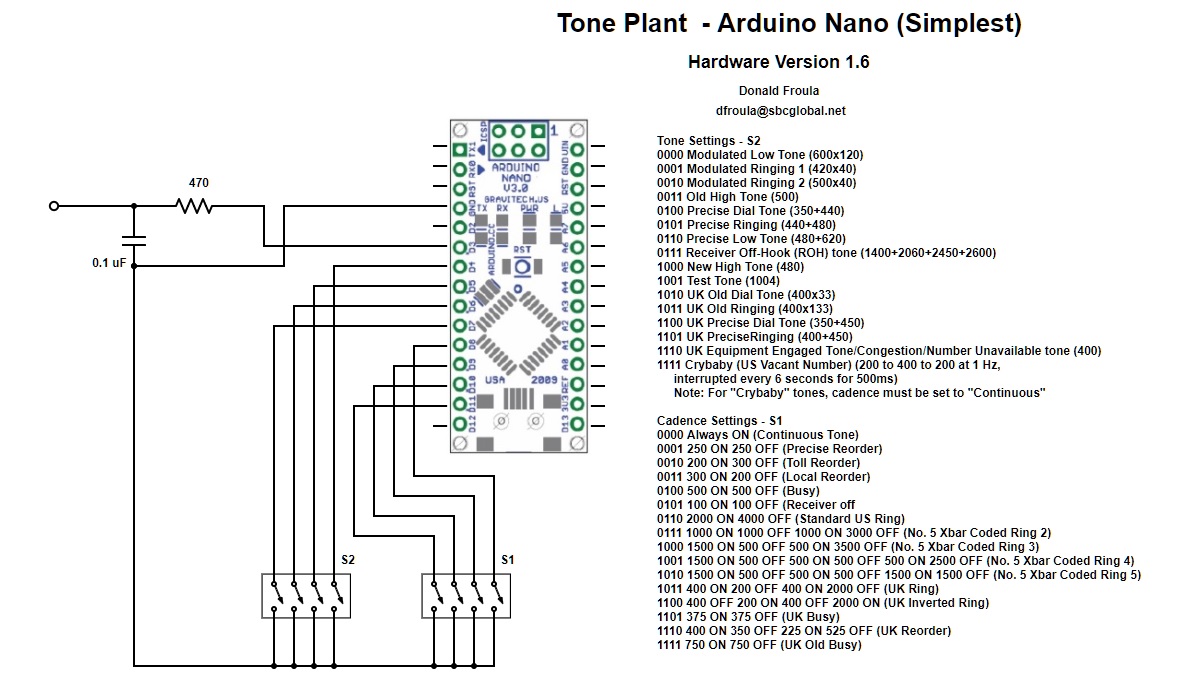 Tone Plant - Arduino Nano (Simplest)
Hardware Version 1.6
Donald Froula
dfroula@sbcglobal.net
470
0.1 uF
S2
S1
ICSP
1
ARDUINO
NANO
V3.0
GRAVITECH.US
TX RX PWR L
ARDUINO.CC
RST
USA 2009
TX1
RX0
RST
GND
D2
D3
D4
D5
D6
D7
D8
D9
D10
D11
D12
VIN
GND
RST
5V
A7
A6
A5
A4
A3
A2
A1
A0
REF
3V3
D13
Tone Settings - S2
0000 Modulated Low Tone (600x120)
0001 Modulated Ringing 1 (420x40)
0010 Modulated Ringing 2 (500x40)
0011 Old High Tone (500)
0100 Precise Dial Tone (350+440)
0101 Precise Ringing (440+480)
0110 Precise Low Tone (480+620)
0111 Receiver Off-Hook (ROH) tone (1400+2060+2450+2600)
1000 New High Tone (480)
1001 Test Tone (1004)
1010 UK Old Dial Tone (400x33)
1011 UK Old Ringing (400x133)
1100 UK Precise Dial Tone (350+450)
1101 UK PreciseRinging (400+450)
1110 UK Equipment Engaged Tone/Congestion/Number Unavailable tone (400)
1111 Crybaby (US Vacant Number) (200 to 400 to 200 at 1 Hz,
interrupted every 6 seconds for 500ms)
Note: For "Crybaby" tones, cadence must be set to "Continuous"
Cadence Settings - S1
0000 Always ON (Continuous Tone)
0001 250 ON 250 OFF (Precise Reorder)
0010 200 ON 300 OFF (Toll Reorder)
0011 300 ON 200 OFF (Local Reorder)
0100 500 ON 500 OFF (Busy)
0101 100 ON 100 OFF (Receiver off
0110 2000 ON 4000 OFF (Standard US Ring)
0111 1000 ON 1000 OFF 1000 ON 3000 OFF (No. 5 Xbar Coded Ring 2)
1000 1500 ON 500 OFF 500 ON 3500 OFF (No. 5 Xbar Coded Ring 3)
1001 1500 ON 500 OFF 500 ON 500 OFF 500 ON 2500 OFF (No. 5 Xbar Coded Ring 4)
1010 1500 ON 500 OFF 500 ON 500 OFF 1500 ON 1500 OFF (No. 5 Xbar Coded Ring 5)
1011 400 ON 200 OFF 400 ON 2000 OFF (UK Ring)
1100 400 OFF 200 ON 400 OFF 2000 ON (UK Inverted Ring)
1101 375 ON 375 OFF (UK Busy)
1110 400 ON 350 OFF 225 ON 525 OFF (UK Reorder)
1111 750 ON 750 OFF (UK Old Busy)